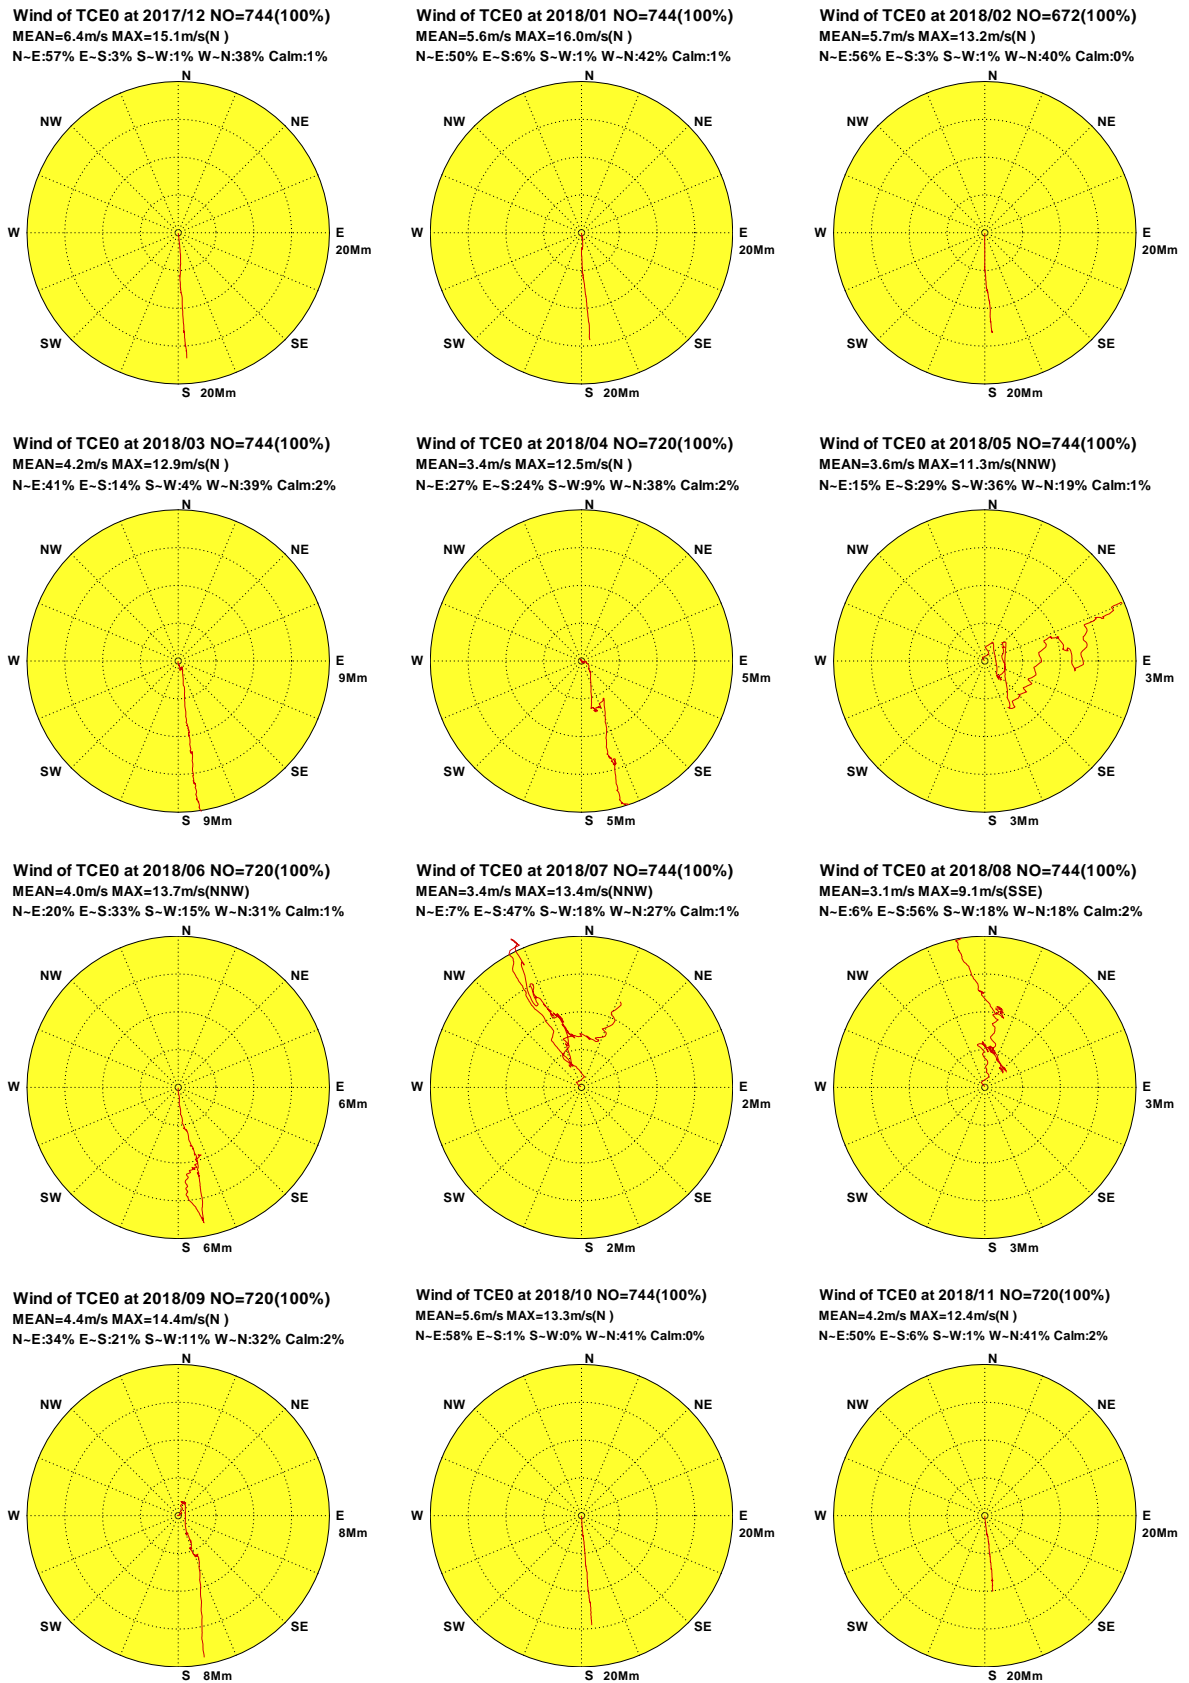 Wind of TCE0 at 2017/12 NO=744(100%)
MEAN=6.4m/s MAX=15.1m/s(N )
N~E:57% E~S:3% S~W:1% W~N:38% Calm:1%
N
NW
NE
W
E
20Mm
SW
SE
S 20Mm
Wind of TCE0 at 2018/01 NO=744(100%)
MEAN=5.6m/s MAX=16.0m/s(N )
N~E:50% E~S:6% S~W:1% W~N:42% Calm:1%
N
NW
NE
W
E
20Mm
SW
SE
S 20Mm
Wind of TCE0 at 2018/02 NO=672(100%)
MEAN=5.7m/s MAX=13.2m/s(N )
N~E:56% E~S:3% S~W:1% W~N:40% Calm:0%
N
NW
NE
W
E
20Mm
SW
SE
S 20Mm
Wind of TCE0 at 2018/03 NO=744(100%)
MEAN=4.2m/s MAX=12.9m/s(N )
N~E:41% E~S:14% S~W:4% W~N:39% Calm:2%
N
NW
NE
W
E
9Mm
SW
SE
S 9Mm
Wind of TCE0 at 2018/04 NO=720(100%)
MEAN=3.4m/s MAX=12.5m/s(N )
N~E:27% E~S:24% S~W:9% W~N:38% Calm:2%
N
NW
NE
W
E
5Mm
SW
SE
S 5Mm
Wind of TCE0 at 2018/05 NO=744(100%)
MEAN=3.6m/s MAX=11.3m/s(NNW)
N~E:15% E~S:29% S~W:36% W~N:19% Calm:1%
N
NW
NE
W
E
3Mm
SW
SE
S 3Mm
Wind of TCE0 at 2018/06 NO=720(100%)
MEAN=4.0m/s MAX=13.7m/s(NNW)
N~E:20% E~S:33% S~W:15% W~N:31% Calm:1%
N
NW
NE
W
E
6Mm
SW
SE
S 6Mm
Wind of TCE0 at 2018/07 NO=744(100%)
MEAN=3.4m/s MAX=13.4m/s(NNW)
N~E:7% E~S:47% S~W:18% W~N:27% Calm:1%
N
NW
NE
W
E
2Mm
SW
SE
S 2Mm
Wind of TCE0 at 2018/08 NO=744(100%)
MEAN=3.1m/s MAX=9.1m/s(SSE)
N~E:6% E~S:56% S~W:18% W~N:18% Calm:2%
N
NW
NE
W
E
3Mm
SW
SE
S 3Mm
Wind of TCE0 at 2018/09 NO=720(100%)
MEAN=4.4m/s MAX=14.4m/s(N )
N~E:34% E~S:21% S~W:11% W~N:32% Calm:2%
N
NW
NE
W
E
8Mm
SW
SE
S 8Mm
Wind of TCE0 at 2018/10 NO=744(100%)
MEAN=5.6m/s MAX=13.3m/s(N )
N~E:58% E~S:1% S~W:0% W~N:41% Calm:0%
N
NW
NE
W
E
20Mm
SW
SE
S 20Mm
Wind of TCE0 at 2018/11 NO=720(100%)
MEAN=4.2m/s MAX=12.4m/s(N )
N~E:50% E~S:6% S~W:1% W~N:41% Calm:2%
N
NW
NE
W
E
20Mm
SW
SE
S 20Mm